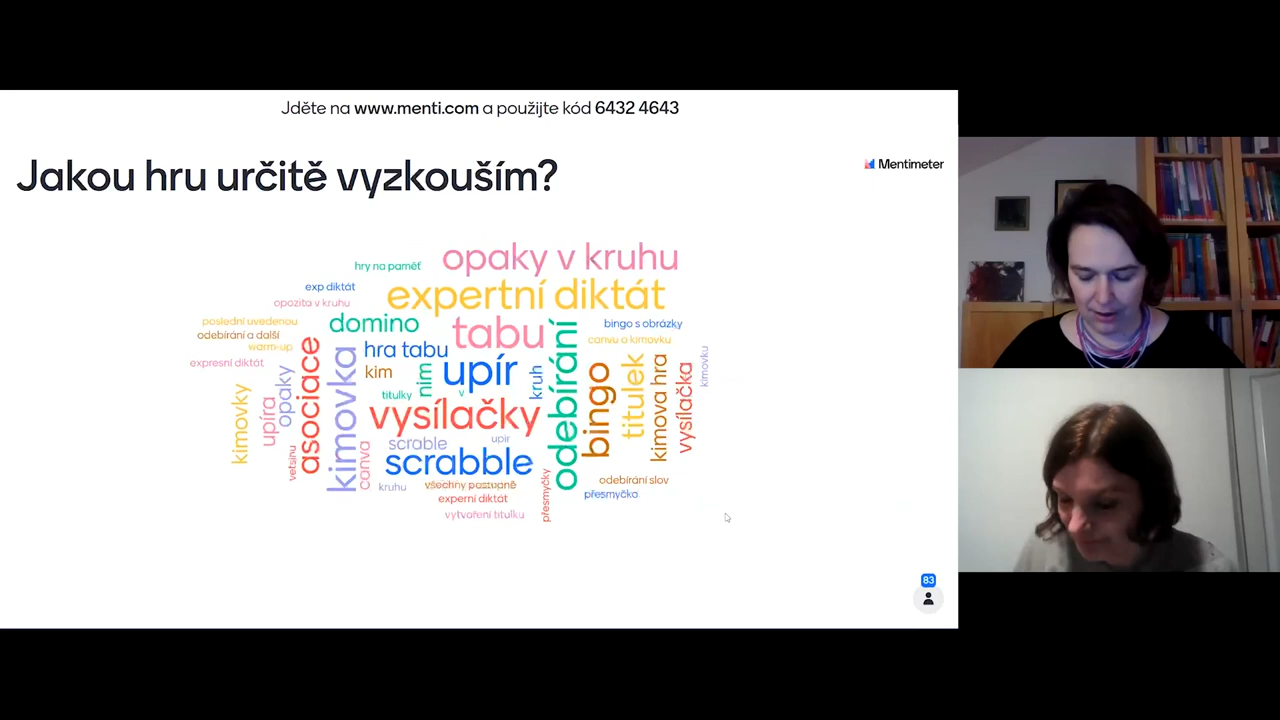 Jděte na www.menti.com a použijte kód 6432 4643
Jakou hru určitě vyzkouším?
Mentimeter
opaky v kruhu
hry na paměť
exp diktát
expertní diktát
opozita v kruhu
poslední uvedenou
domino
tabu
bingo s obrázky
odebírání a další
warm-up
hra tabu
canvu o kimovku
expresní diktát
asociace
kimovka
kim
nim
upír
kruh
odebírání
bingo
titulek
kimova hra
vysílačka
kimovku
kimovky
upíra
opaky
titulky
v
vysílačky
vetsinu
canva
scrable
upir
scrabble
kruhu
všechny postupně
experní diktát
vytvoření titulku
přesmyčky
odebírání slov
přesmyčka
83